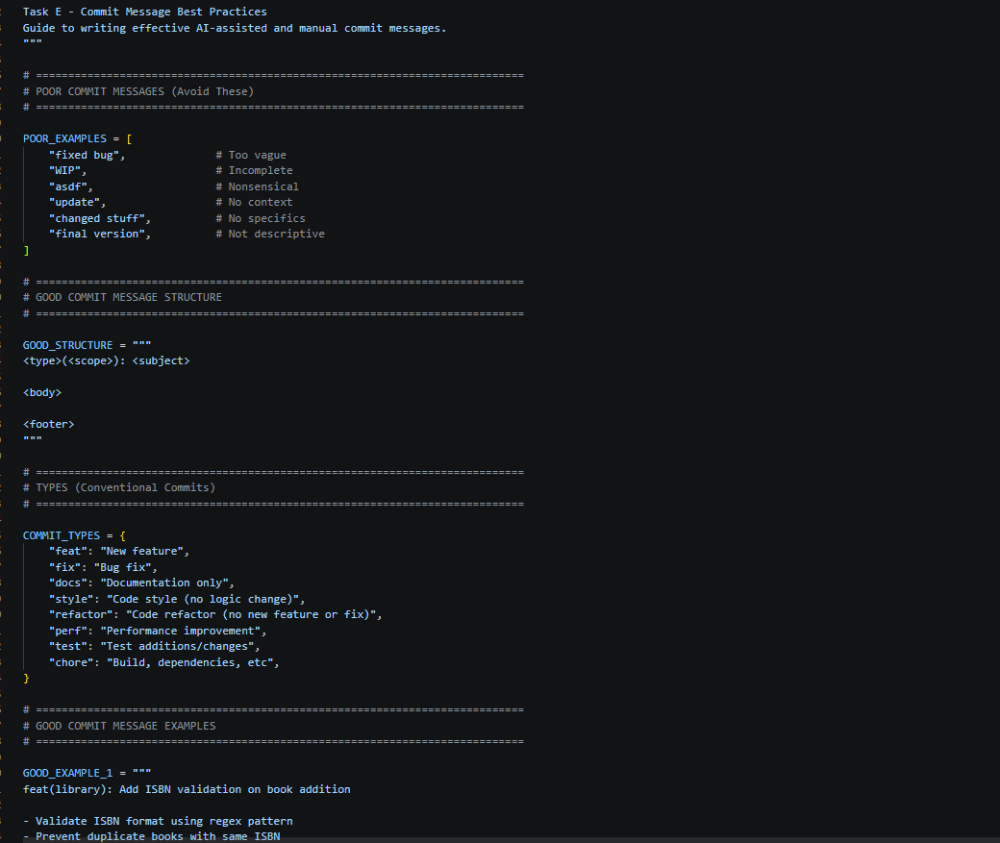 Task E - Commit Message Best Practices
Guide to writing effective AI-assisted and manual commit messages.
"""
# ============================================================================
# POOR COMMIT MESSAGES (Avoid These)
# ============================================================================
POOR_EXAMPLES = [
"fixed bug", # Too vague
"WIP", # Incomplete
"asdf", # Nonsensical
"update", # No context
"changed stuff", # No specifics
"final version", # Not descriptive
]
# ============================================================================
# GOOD COMMIT MESSAGE STRUCTURE
# ============================================================================
GOOD_STRUCTURE = """
<type>(<scope>): <subject>
<body>
<footer>
"""
# ============================================================================
# TYPES (Conventional Commits)
# ============================================================================
COMMIT_TYPES = {
"feat": "New feature",
"fix": "Bug fix",
"docs": "Documentation only",
"style": "Code style (no logic change)",
"refactor": "Code refactor (no new feature or fix)",
"perf": "Performance improvement",
"test": "Test additions/changes",
"chore": "Build, dependencies, etc",
}
# ============================================================================
# GOOD COMMIT MESSAGE EXAMPLES
# ============================================================================
GOOD_EXAMPLE_1 = """
feat(library): Add ISBN validation on book addition
- Validate ISBN format using regex pattern
- Prevent duplicate books with same ISBN